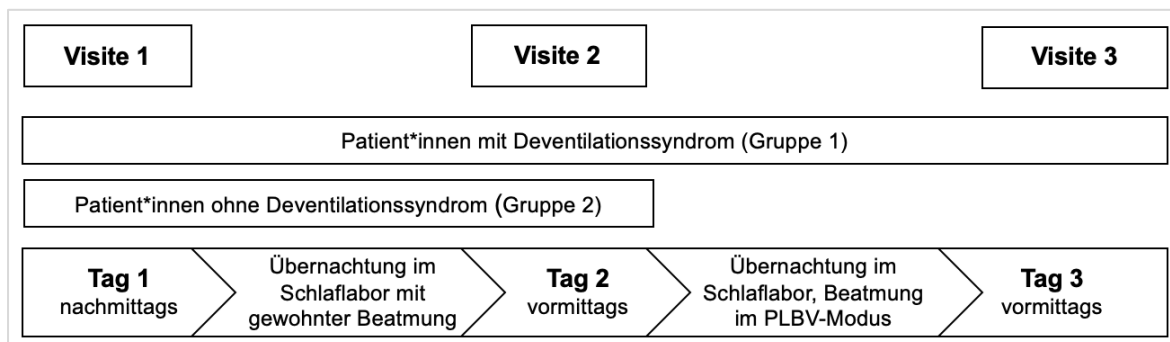 Visite 1
Visite 2
Visite 3
Patient*innen mit Deventilationssyndrom (Gruppe 1)
Patient*innen ohne Deventilationssyndrom (Gruppe 2)
Tag 1
nachmittags
Übernachtung im
Schlaflabor mit
gewohnter Beatmung
Tag 2
vormittags
Übernachtung im
Schlaflabor, Beatmung
im PLBV-Modus
Tag 3
vormittags